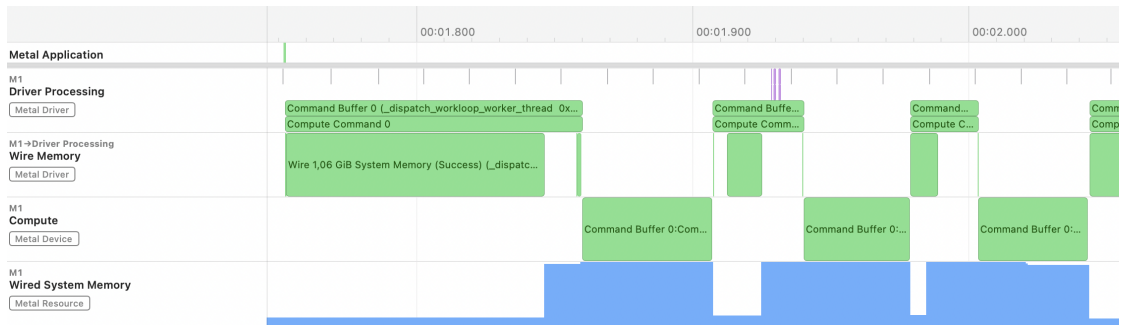 00:01.800
00:01.900
00:02.000
Metal Application
M1
Driver Processing
Metal Driver
Command Buffer 0 (_dispatch_workloop_worker_thread 0x...
Command Buffe...
Command...
Comm
Compute Command 0
Compute Comm...
Compute C...
Comp
M1→Driver Processing
Wire Memory
Metal Driver
Wire 1,06 GiB System Memory (Success) (_dispatc...
M1
Compute
Metal Device
Command Buffer 0:Com...
Command Buffer 0:...
Command Buffer 0:...
M1
Wired System Memory
Metal Resource